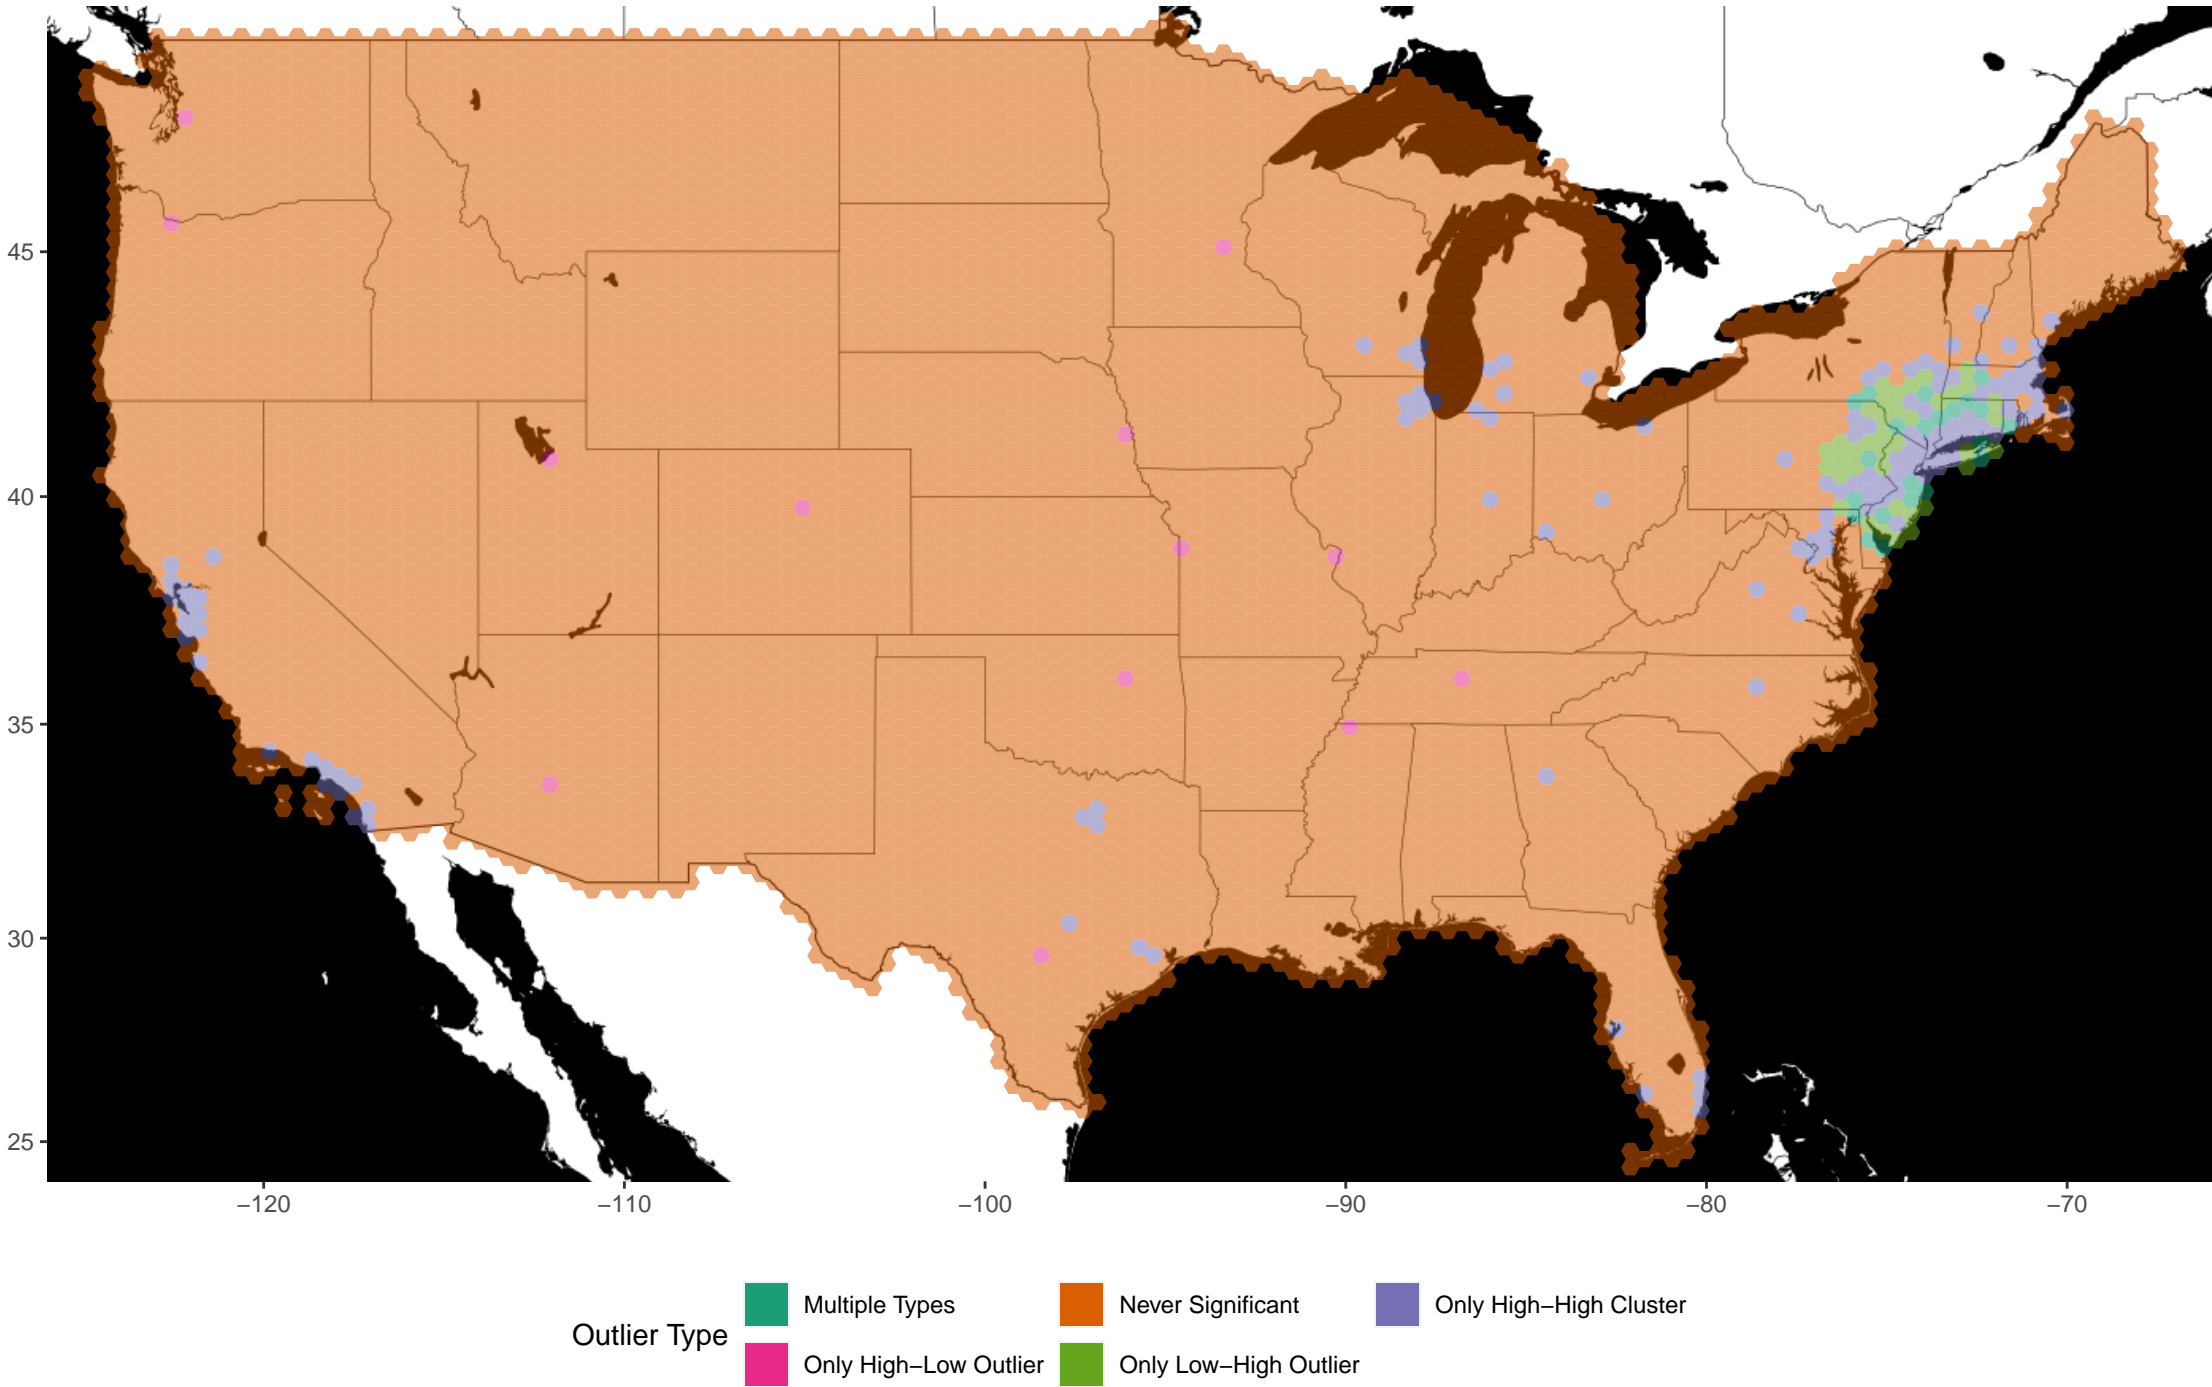 45
40
35
30
25
−120 −110 −100 −90 −80 −70
Outlier Type
Multiple Types Never Significant Only High−High Cluster
Only High−Low Outlier Only Low−High Outlier